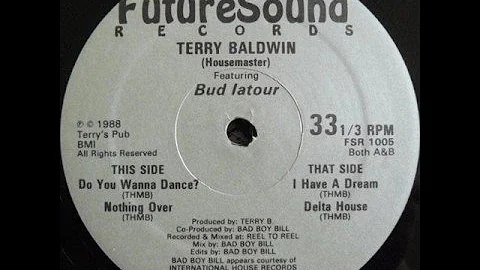 FutureSound
RECORDS
TERRY BALDWIN
(Housemaster)
Featuring
Bud latour
℗ © 1988
Terry's Pub
BMI
All Rights Reserved
33 1/3 RPM
FSR 1005
Both A&B
THIS SIDE
Do You Wanna Dance?
(THMB)
Nothing Over
(THMB)
THAT SIDE
I Have A Dream
(THMB)
Delta House
(THMB)
Produced by: TERRY B.
Co-Produced by: BAD BOY BILL
Recorded & Mixed at: REEL TO REEL
Mix by: BAD BOY BILL
Edits by: BAD BOY BILL
BAD BOY BILL appears courtesy of
INTERNATIONAL HOUSE RECORDS